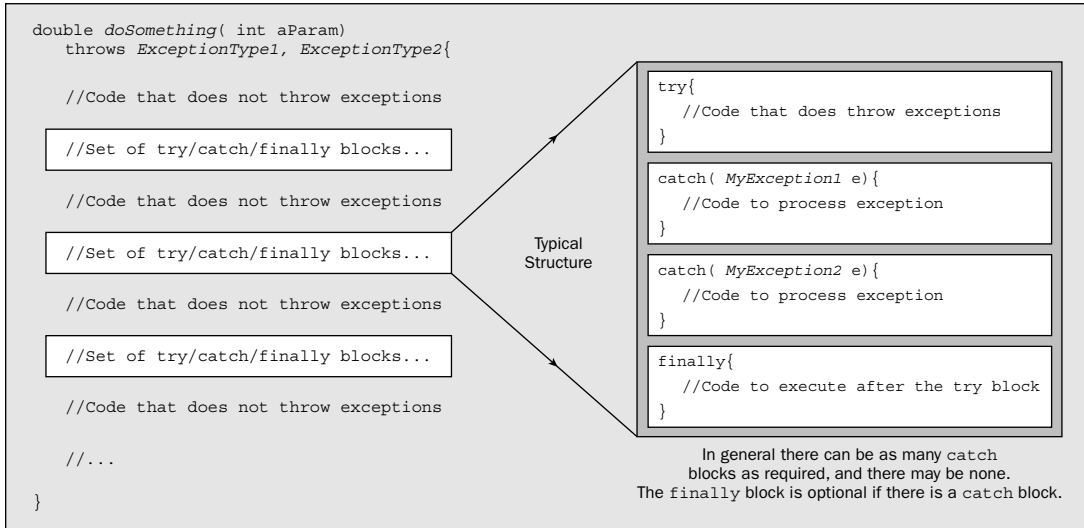 double doSomething( int aParam)
throws ExceptionType1, ExceptionType2{
//Code that does not throw exceptions
//Set of try/catch/finally blocks...
//Code that does not throw exceptions
//Set of try/catch/finally blocks...
//Code that does not throw exceptions
//Set of try/catch/finally blocks...
//Code that does not throw exceptions
//...
}
Typical
Structure
try{
//Code that does throw exceptions
}
catch( MyException1 e){
//Code to process exception
}
catch( MyException2 e){
//Code to process exception
}
finally{
//Code to execute after the try block
}
In general there can be as many catch
blocks as required, and there may be none.
The finally block is optional if there is a catch block.